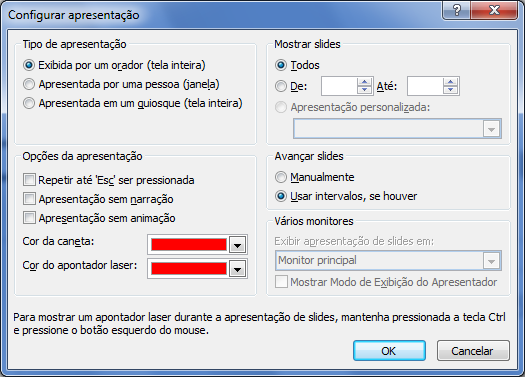 Configurar apresentação
Tipo de apresentação
Exibida por um orador (tela inteira)
Apresentada por uma pessoa (janela)
Apresentada em um quiosque (tela inteira)
Mostrar slides
Todos
De: Até:
Apresentação personalizada:
Opções da apresentação
Repetir até 'Esc' ser pressionada
Apresentação sem narração
Apresentação sem animação
Cor da caneta:
Cor do apontador laser:
Avançar slides
Manualmente
Usar intervalos, se houver
Vários monitores
Exibir apresentação de slides em:
Monitor principal
Mostrar Modo de Exibição do Apresentador
Para mostrar um apontador laser durante a apresentação de slides, mantenha pressionada a tecla Ctrl
e pressione o botão esquerdo do mouse.
OK Cancelar